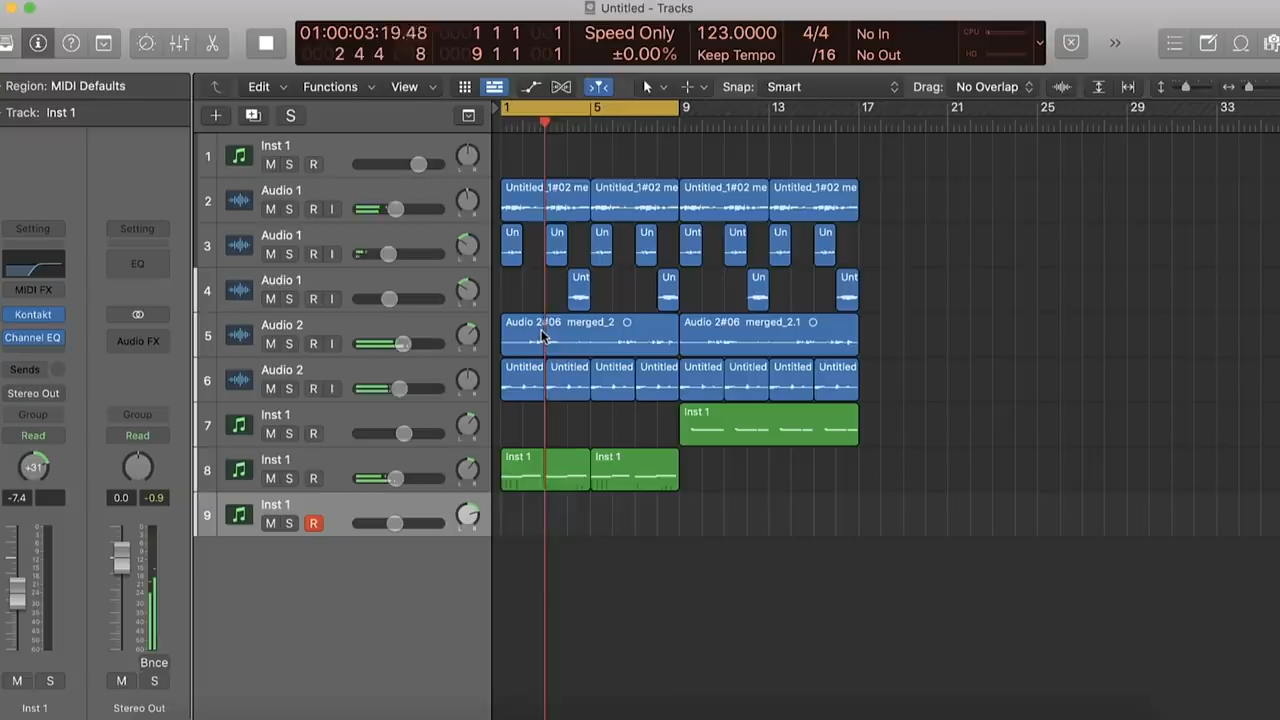 Untitled - Tracks
01:00:03:19.48
2 4 4 8
1 1 1 1
9 1 1 1
Speed Only
±0.00%
123.0000
Keep Tempo
4/4
/16
No In
No Out
CPU
HD
Region: MIDI Defaults
Track: Inst 1
Edit
Functions
View
Snap: Smart
Drag: No Overlap
1 5 9 13 17 21 25 29 33
S
1 Inst 1
M S R
L R
2 Audio 1
M S R I
L R
Untitled_1#02 me
Untitled_1#02 me
Untitled_1#02 me
Untitled_1#02 me
3 Audio 1
M S R I
L R
Un
Un
Un
Un
Unt
Unt
Un
Un
4 Audio 1
M S R I
L R
Unt
Un
Un
Unt
5 Audio 2
M S R I
L R
Audio 2#06 merged_2
Audio 2#06 merged_2.1
6 Audio 2
M S R I
L R
Untitled
Untitled
Untitled
Untitled
Untitled
Untitled
Untitled
Untitled
7 Inst 1
M S R
L R
Inst 1
8 Inst 1
M S R
L R
Inst 1
Inst 1
9 Inst 1
M S R
L R
Setting
MIDI FX
Kontakt
Channel EQ
Sends
Stereo Out
Group
Read
+31
-7.4
M S
Inst 1
Setting
EQ
Audio FX
Group
Read
0.0 -0.9
Bnce
M S
Stereo Out